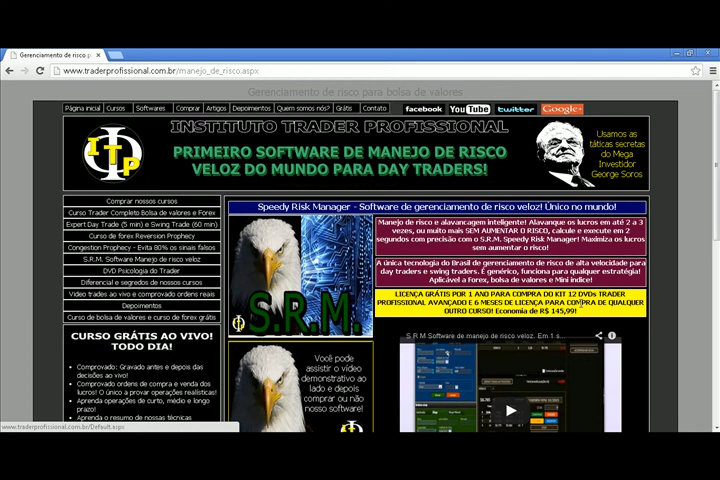 Gerenciamento de risco p
www.traderprofissional.com.br/manejo_de_risco.aspx
Gerenciamento de risco para bolsa de valores
Página inicial Cursos Softwares Comprar Artigos Depoimentos Quem somos nós? Grátis Contato facebook YouTube twitter Google+
INSTITUTO TRADER PROFISSIONAL
ITP
PRIMEIRO SOFTWARE DE MANEJO DE RISCO
VELOZ DO MUNDO PARA DAY TRADERS!
Usamos as
táticas secretas
do Mega
Investidor
George Soros
Comprar nossos cursos
Curso Trader Completo Bolsa de valores e Forex
Expert Day Trade (5 min) e Swing Trade (60 min)
Curso de forex Reversion Prophecy
Congestion Prophecy - Evita 80% os sinais falsos
S.R.M. Software Manejo de risco veloz
DVD Psicologia do Trader
Diferencial e segredos de nossos cursos
Vídeo trades ao vivo e comprovado ordens reais
Depoimentos
Curso de bolsa de valores e curso de forex grátis
CURSO GRÁTIS AO VIVO!
TODO DIA!
Comprovado: Gravado antes e depois das
decisões ao vivo!
Comprovado ordens de compra e venda dos
lucros! O único a provar operações realísticas!
Aprenda operações de curto, médio e longo
prazo!
Aprenda o resumo de nossas técnicas
www.traderprofissional.com.br/Default.aspx
Speedy Risk Manager - Software de gerenciamento de risco veloz! Único no mundo!
S.R.M.
Manejo de risco e alavancagem inteligente! Alavanque os lucros em até 2 a 3
vezes, ou muito mais SEM AUMENTAR O RISCO, calcule e execute em 2
segundos com precisão com o S.R.M. Speedy Risk Manager! Maximiza os lucros
sem aumentar o risco!
A única tecnologia do Brasil de gerenciamento de risco de alta velocidade para
day traders e swing trades. É genérico, funciona para qualquer estratégia!
Aplicável a Forex, bolsa de valores e Mini indice!
LICENÇA GRÁTIS POR 1 ANO PARA COMPRA DO KIT 12 DVDs TRADER
PROFISSIONAL AVANÇADO E 6 MESES DE LICENÇA PARA COMPRA DE QUALQUER
OUTRO CURSO! Economia de R$ 145,99!
Você pode
assistir o vídeo
demonstrativo ao
lado e depois
comprar ou não
nosso software!
S.R.M Software de manejo de risco veloz. Em 1 s